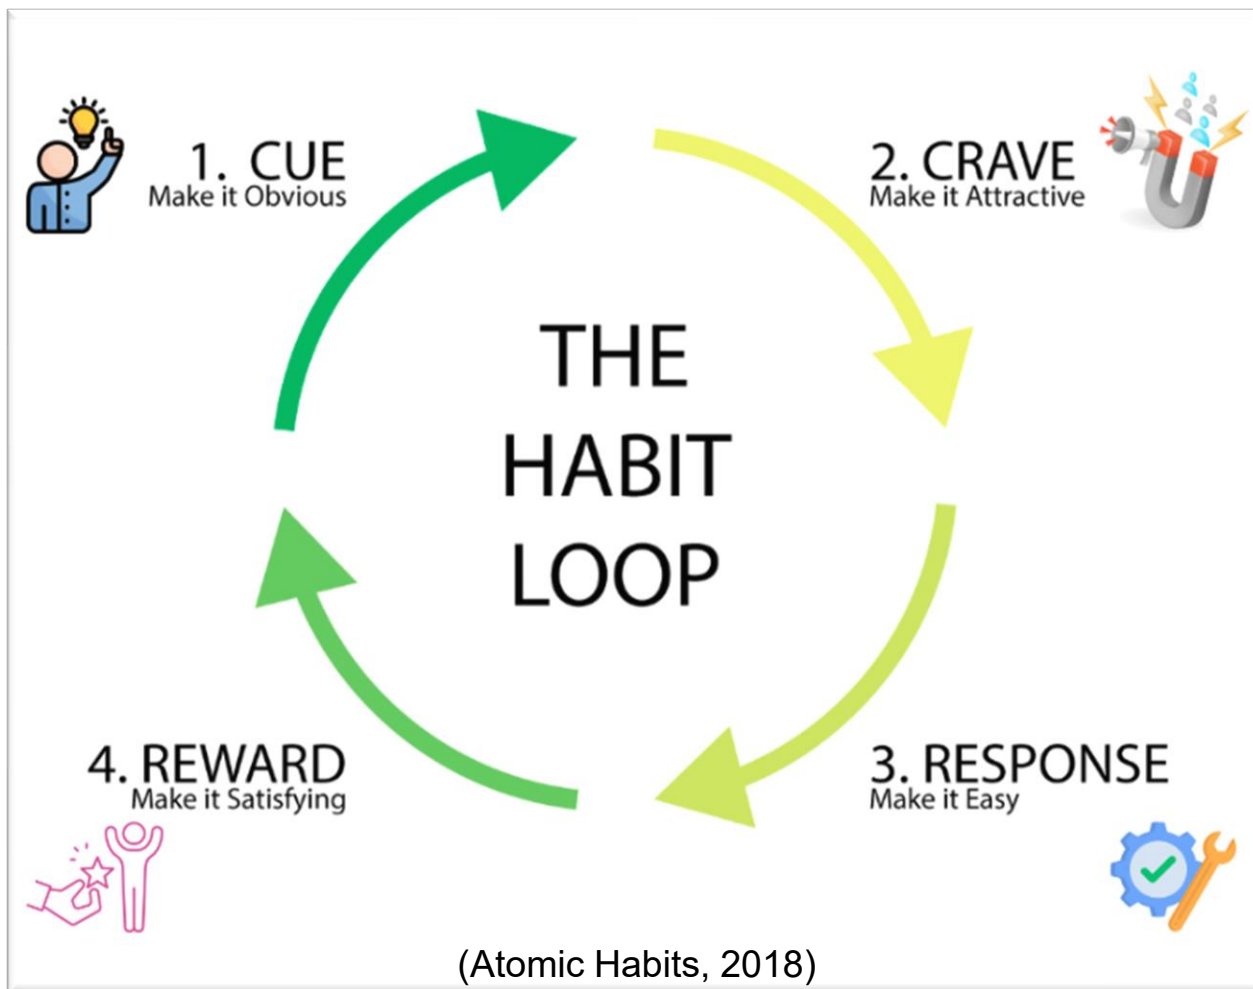 1. CUE
Make it Obvious
2. CRAVE
Make it Attractive
THE
HABIT
LOOP
4. REWARD
Make it Satisfying
3. RESPONSE
Make it Easy
(Atomic Habits, 2018)